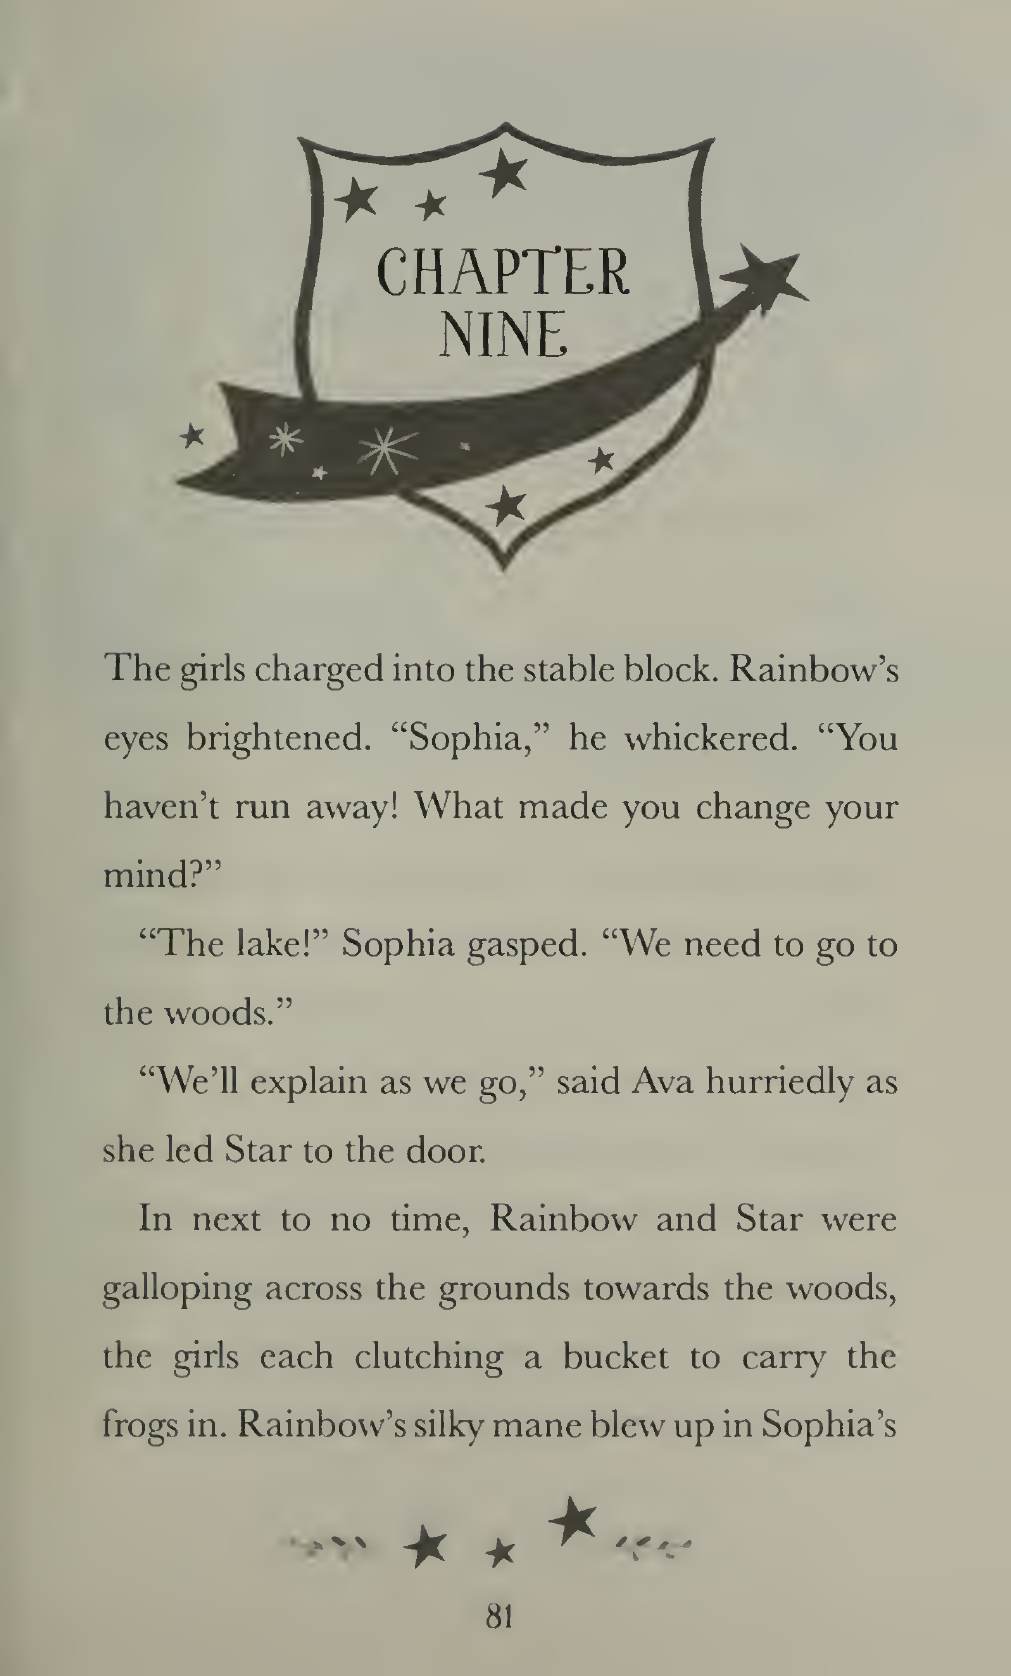 CHAPTER
NINE
The girls charged into the stable block. Rainbow’s
eyes brightened. “Sophia,” he whickered. “You
haven’t run away! What made you change your
mind?”
“The lake!” Sophia gasped. “We need to go to
the woods.”
“We’ll explain as we go,” said Ava hurriedly as
she led Star to the door.
In next to no time, Rainbow and Star were
galloping across the grounds towards the woods,
the girls each clutching a bucket to carry the
frogs in. Rainbow’s silky mane blew up in Sophia’s
81